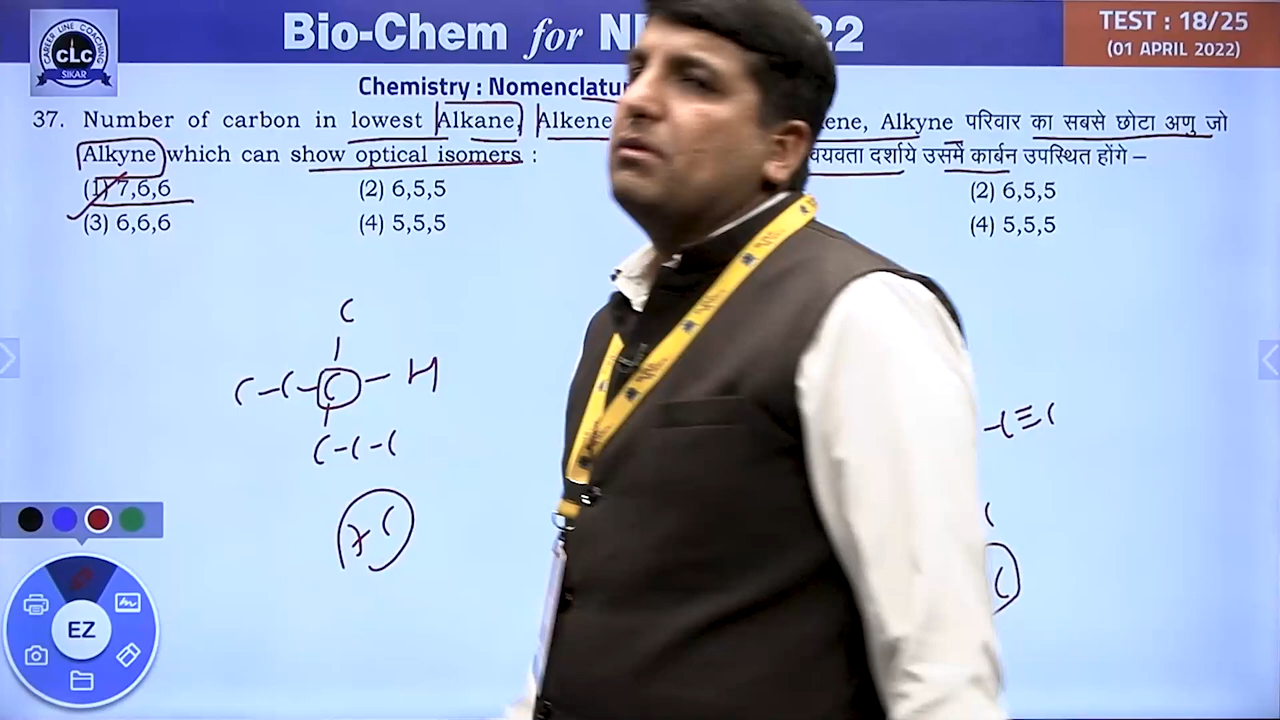 CAREER LINE COACHING
CLC
SIKAR
Bio-Chem for
22
TEST : 18/25
(01 APRIL 2022)
Chemistry :
37. Number of carbon in lowest Alkane, Alkene
Alkyne which can show optical isomers :
(1) 7,6,6 (2) 6,5,5
(3) 6,6,6 (4) 5,5,5
Alkyne परिवार का सबसे छोटा अणु जो
दर्शाये उसमें कार्बन उपस्थित होंगे –
(2) 6,5,5
(4) 5,5,5
C
C-C-C-H
C-C-C
7C
-C≡C
C
C
EZ